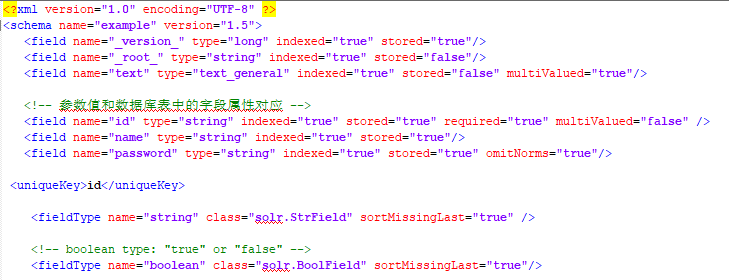 <?xml version="1.0" encoding="UTF-8" ?>
<schema name="example" version="1.5">
<field name="_version_" type="long" indexed="true" stored="true"/>
<field name="_root_" type="string" indexed="true" stored="false"/>
<field name="text" type="text_general" indexed="true" stored="false" multiValued="true"/>
<!-- 参数值和数据库表中的字段属性对应 -->
<field name="id" type="string" indexed="true" stored="true" required="true" multiValued="false" />
<field name="name" type="string" indexed="true" stored="true"/>
<field name="password" type="string" indexed="true" stored="true" omitNorms="true"/>
<uniqueKey>id</uniqueKey>
<fieldType name="string" class="solr.StrField" sortMissingLast="true" />
<!-- boolean type: "true" or "false" -->
<fieldType name="boolean" class="solr.BoolField" sortMissingLast="true"/>